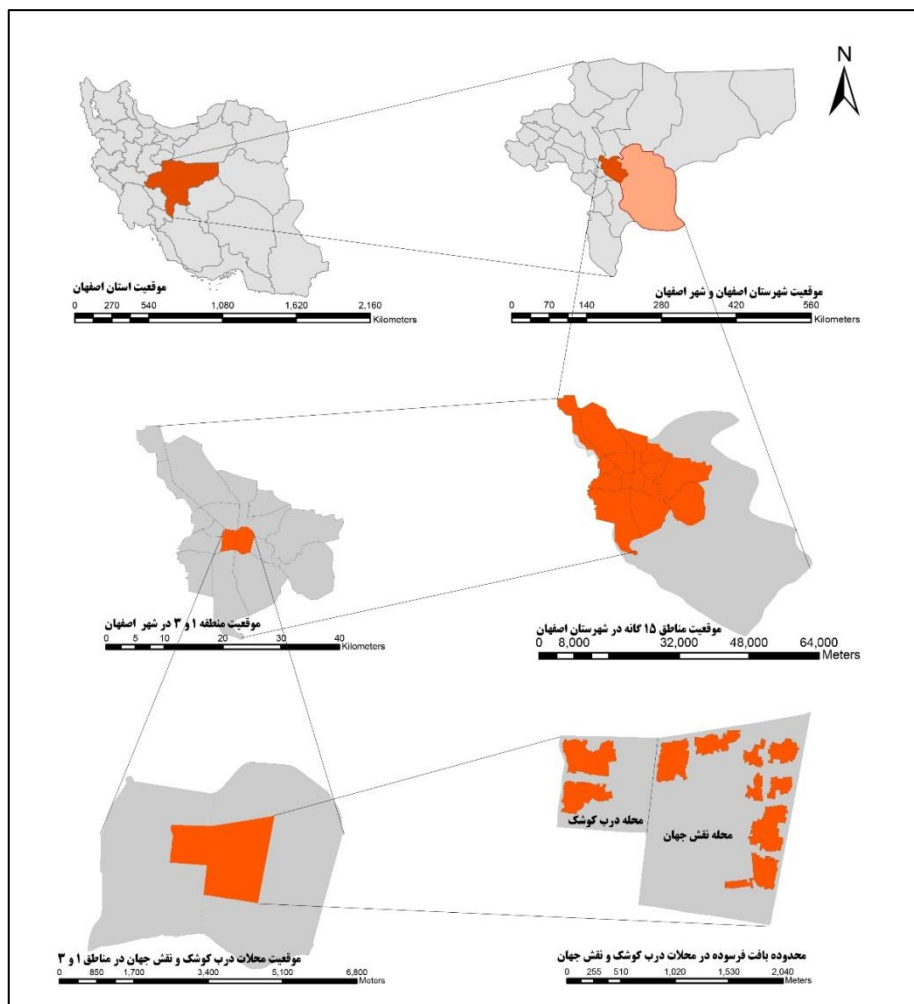 N
موقعیت استان اصفهان
0 270 540 1,080 1,620 2,160
Kilometers
موقعیت شهرستان اصفهان و شهر اصفهان
0 70 140 280 420 560
Kilometers
موقعیت منطقه ۱ و ۳ در شهر اصفهان
0 5 10 20 30 40
Kilometers
موقعیت مناطق ۱۵ گانه در شهرستان اصفهان
0 8,000 32,000 48,000 64,000
Meters
محله درب کوشک
محله نقش جهان
موقعیت محلات درب کوشک و نقش جهان در مناطق ۱ و ۳
0 850 1,700 3,400 5,100 6,800
Meters
محدوده بافت فرسوده در محلات درب کوشک و نقش جهان
0 255 510 1,020 1,530 2,040
Meters